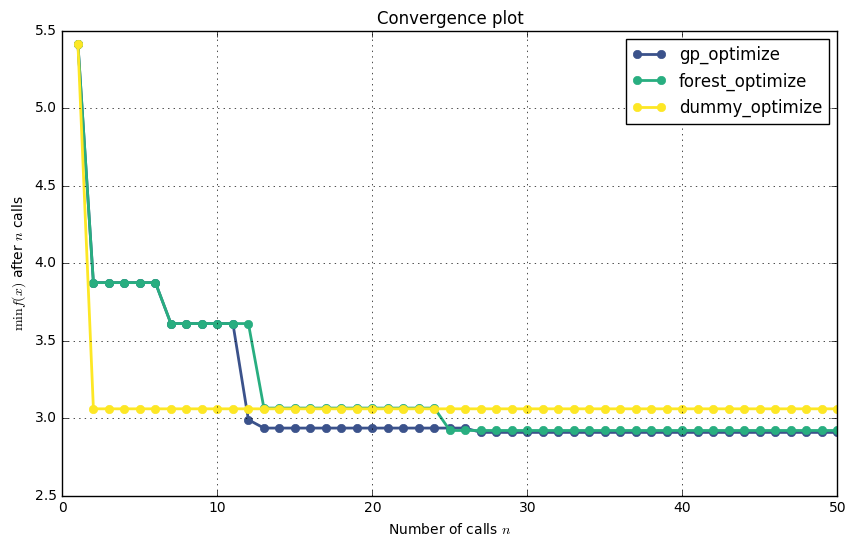 Convergence plot
gp_optimize
forest_optimize
dummy_optimize
5.5
5.0
4.5
4.0
3.5
3.0
2.5
min f(x) after n calls
0 10 20 30 40 50
Number of calls n